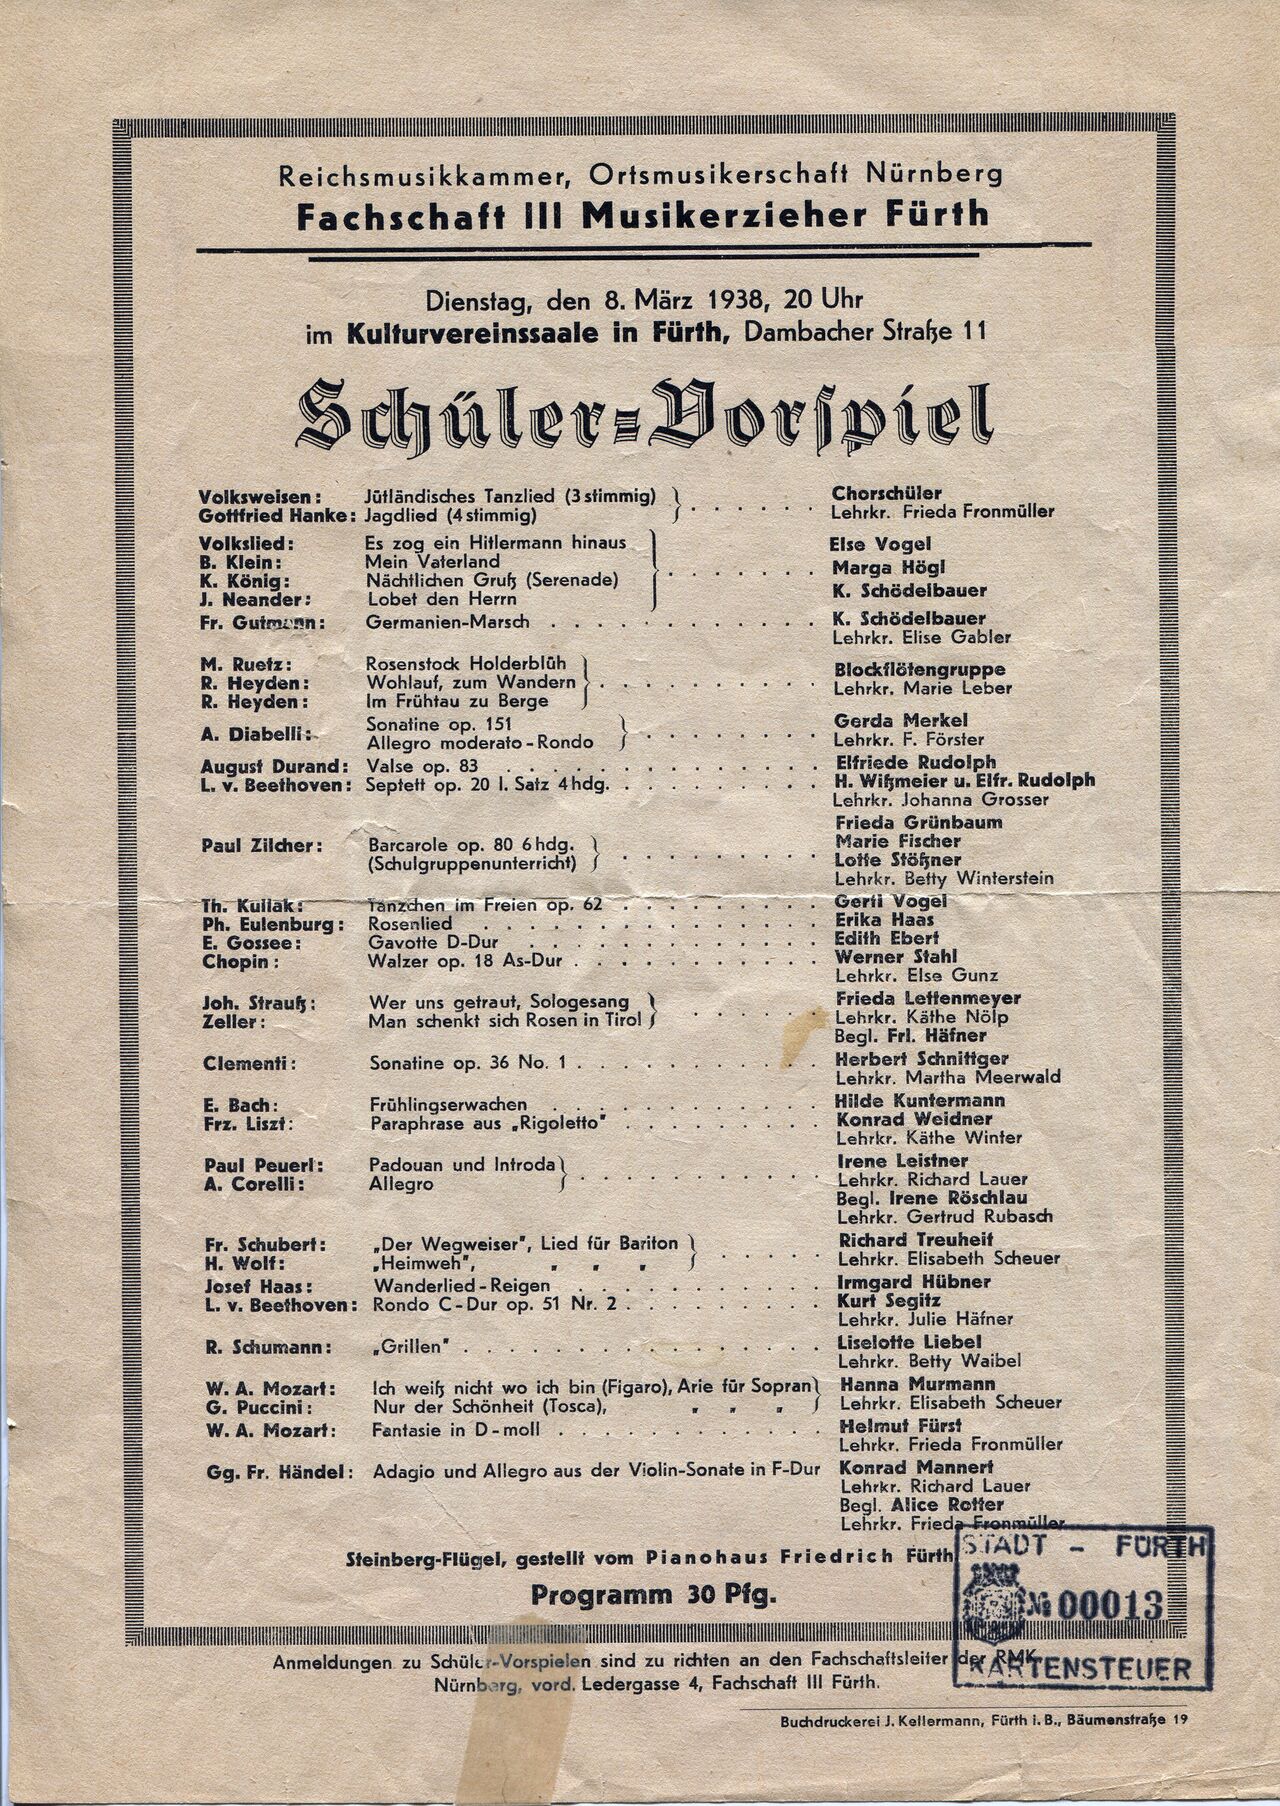 Reichsmusikkammer, Ortsmusikerschaft Nürnberg
Fachschaft III Musikerzieher Fürth
Dienstag, den 8. März 1938, 20 Uhr
im Kulturvereinssaale in Fürth, Dambacher Straße 11
Schüler=Vorspiel
Volksweisen: Jütländisches Tanzlied (3 stimmig) Chorschüler
Gottfried Hanke: Jagdlied (4 stimmig) Lehrkr. Frieda Fronmüller
Volkslied: Es zog ein Hitlermann hinaus Else Vogel
B. Klein: Mein Vaterland Marga Högl
K. König: Nächtlichen Gruß (Serenade) K. Schödelbauer
J. Neander: Lobet den Herrn
Fr. Gutmann: Germanien-Marsch K. Schödelbauer
Lehrkr. Elise Gabler
M. Ruetz: Rosenstock Holderblüh Blockflötengruppe
R. Heyden: Wohlauf, zum Wandern Lehrkr. Marie Leber
R. Heyden: Im Frühtau zu Berge
A. Diabelli: Sonatine op. 151 Gerda Merkel
Allegro moderato - Rondo Lehrkr. F. Förster
August Durand: Valse op. 83 Elfriede Rudolph
L. v. Beethoven: Septett op. 20 I. Satz 4 hdg. H. Wißmeier u. Elfr. Rudolph
Lehrkr. Johanna Grosser
Frieda Grünbaum
Paul Zilcher: Barcarole op. 80 6 hdg. Marie Fischer
(Schulgruppenunterricht) Lotte Stößner
Lehrkr. Betty Winterstein
Th. Kullak: Tänzchen im Freien op. 62 Gerti Vogel
Ph. Eulenburg: Rosenlied Erika Haas
E. Gossee: Gavotte D-Dur Edith Ebert
Chopin: Walzer op. 18 As-Dur Werner Stahl
Lehrkr. Else Gunz
Joh. Strauß: Wer uns getraut, Sologesang Frieda Lettenmeyer
Zeller: Man schenkt sich Rosen in Tirol Lehrkr. Käthe Nölp
Begl. Frl. Häfner
Clementi: Sonatine op. 36 No. 1 Herbert Schnittger
Lehrkr. Martha Meerwald
E. Bach: Frühlingserwachen Hilde Kuntermann
Frz. Liszt: Paraphrase aus „Rigoletto" Konrad Weidner
Lehrkr. Käthe Winter
Paul Peuerl: Padouan und Introda Irene Leistner
A. Corelli: Allegro Lehrkr. Richard Lauer
Begl. Irene Röschlau
Lehrkr. Gertrud Rubasch
Fr. Schubert: „Der Wegweiser", Lied für Bariton Richard Treuheit
H. Wolf: „Heimweh", „ „ „ Lehrkr. Elisabeth Scheuer
Josef Haas: Wanderlied - Reigen Irmgard Hübner
L. v. Beethoven: Rondo C-Dur op. 51 Nr. 2 Kurt Segitz
Lehrkr. Julie Häfner
R. Schumann: „Grillen" Liselotte Liebel
Lehrkr. Betty Waibel
W. A. Mozart: Ich weiß nicht wo ich bin (Figaro), Arie für Sopran Hanna Murmann
G. Puccini: Nur der Schönheit (Tosca), „ „ „ Lehrkr. Elisabeth Scheuer
W. A. Mozart: Fantasie in D-moll Helmut Fürst
Lehrkr. Frieda Fronmüller
Gg. Fr. Händel: Adagio und Allegro aus der Violin-Sonate in F-Dur Konrad Mannert
Lehrkr. Richard Lauer
Begl. Alice Rotter
Lehrkr. Frieda Fronmüller
Steinberg-Flügel, gestellt vom Pianohaus Friedrich Fürth
Programm 30 Pfg.
STADT - FÜRTH
№ 00013
KARTENSTEUER
Anmeldungen zu Schüler-Vorspielen sind zu richten an den Fachschaftsleiter der RMK
Nürnberg, vord. Ledergasse 4, Fachschaft III Fürth.
Buchdruckerei J. Kellermann, Fürth i. B., Bäumenstraße 19